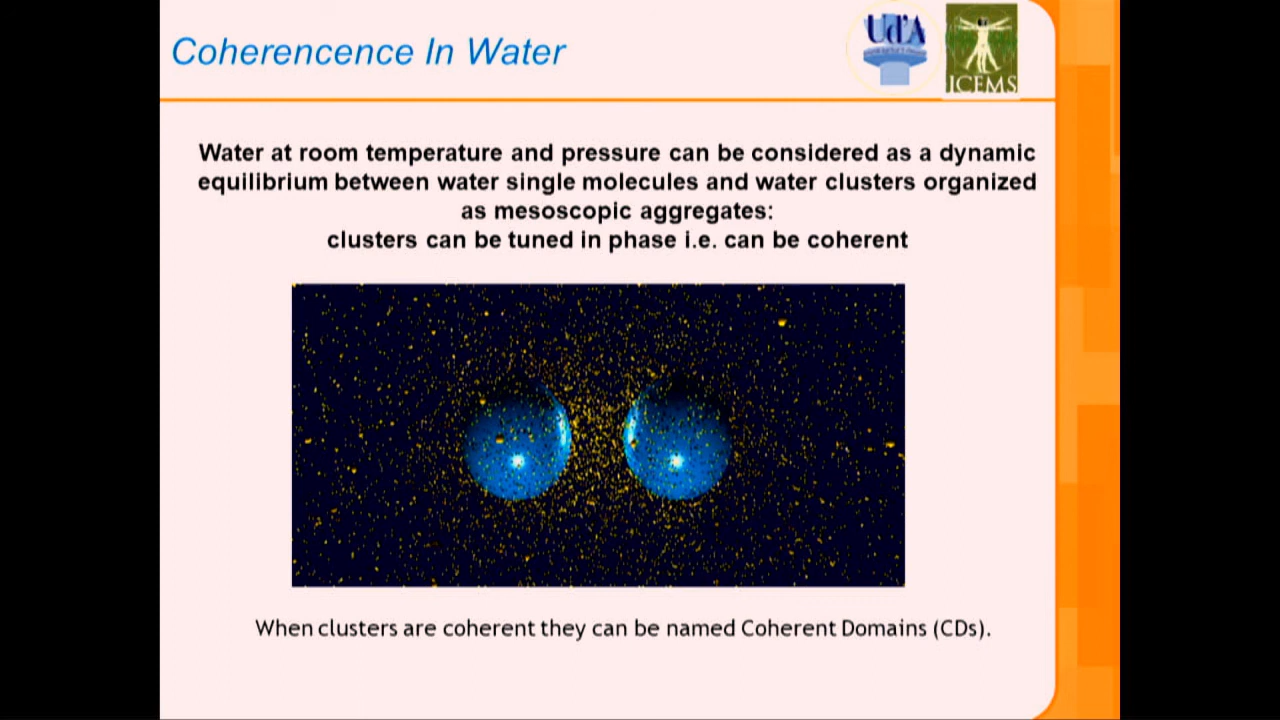 Coherencence In Water
Ud'A
ICEMS
Water at room temperature and pressure can be considered as a dynamic
equilibrium between water single molecules and water clusters organized
as mesoscopic aggregates:
clusters can be tuned in phase i.e. can be coherent
When clusters are coherent they can be named Coherent Domains (CDs).